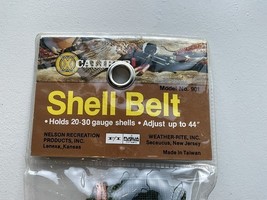 CALIB
Model No. 901
Shell Belt
• Holds 20-30 gauge shells • Adjust up to 44"
NELSON RECREATION
PRODUCTS, INC.
Lenexa, Kansas
WEATHER-RITE, INC.
Secaucus, New Jersey
Made in Taiwan